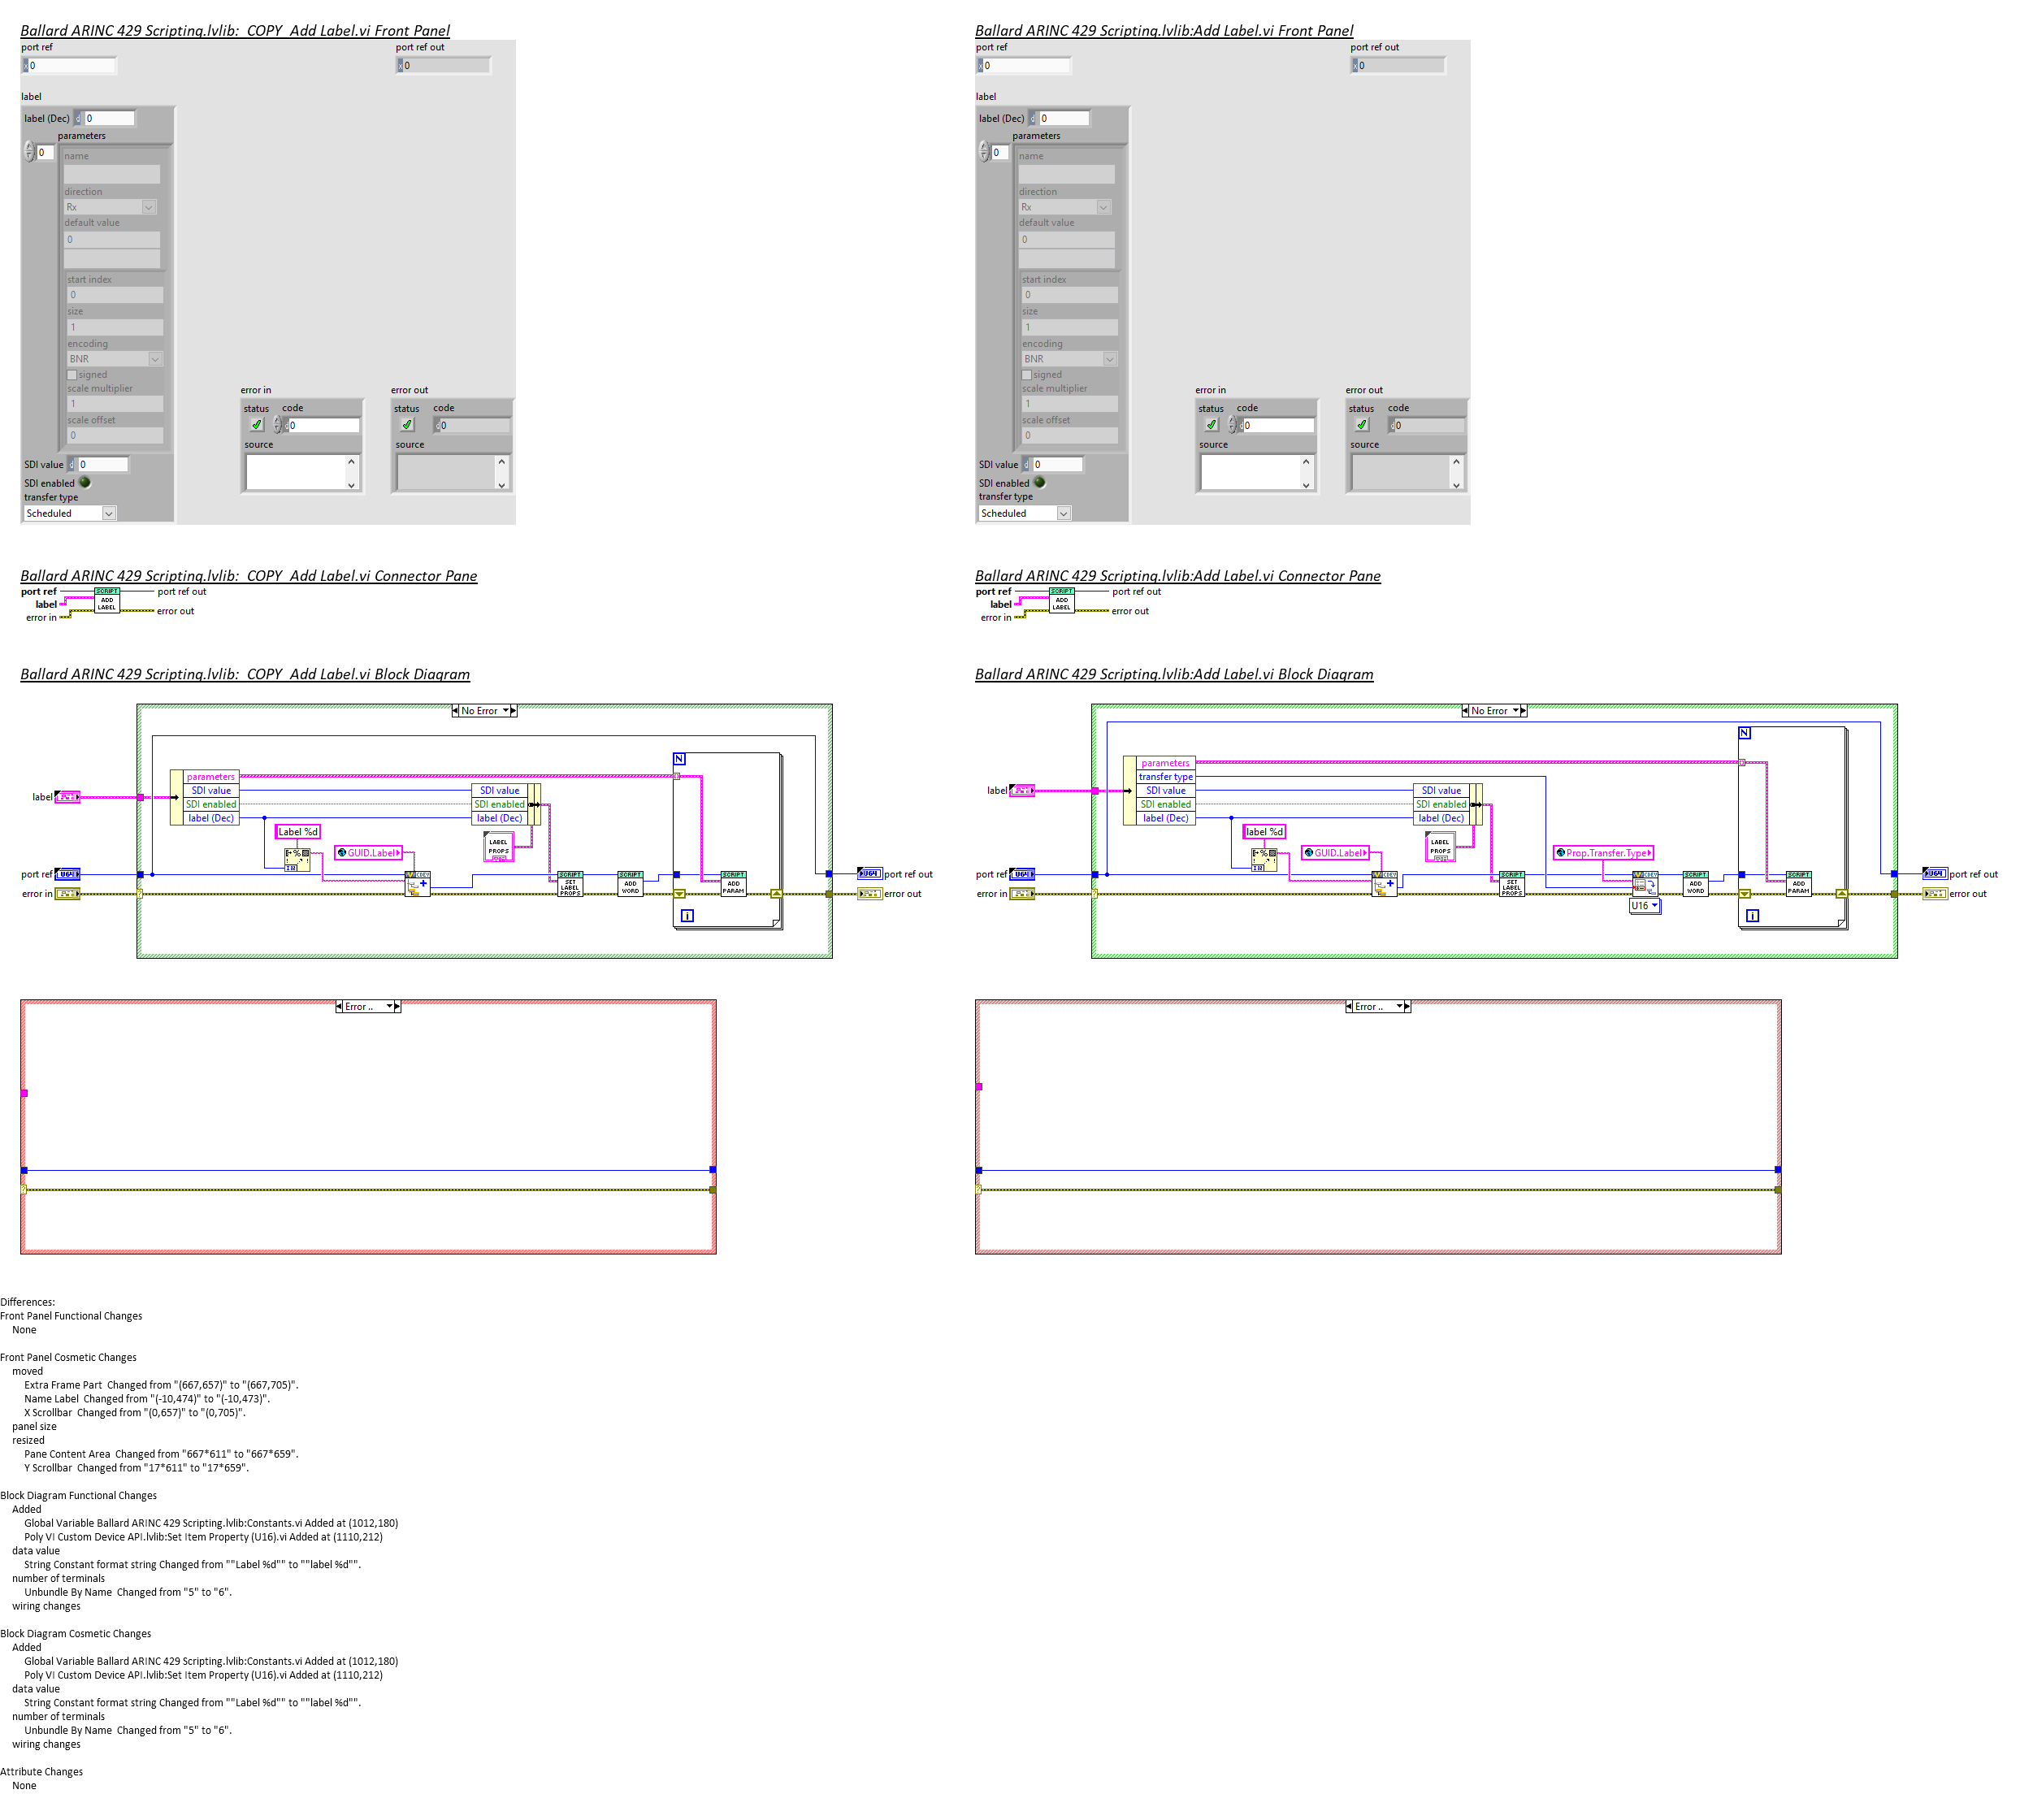 Ballard ARINC 429 Scripting.lvlib:  COPY  Add Label.vi Front Panel
port ref
port ref out
0
0
label
label (Dec)
d
0
parameters
0
name
direction
Rx
default value
0
start index
0
size
1
encoding
BNR
signed
scale multiplier
1
scale offset
0
SDI value
d
0
SDI enabled
transfer type
Scheduled
error in
status
code
0
source
error out
status
code
0
source
Ballard ARINC 429 Scripting.lvlib:Add Label.vi Front Panel
port ref
port ref out
0
0
label
label (Dec)
d
0
parameters
0
name
direction
Rx
default value
0
start index
0
size
1
encoding
BNR
signed
scale multiplier
1
scale offset
0
SDI value
d
0
SDI enabled
transfer type
Scheduled
error in
status
code
0
source
error out
status
code
0
source
Ballard ARINC 429 Scripting.lvlib:  COPY  Add Label.vi Connector Pane
port ref
label
error in
SCRIPT
ADD
LABEL
port ref out
error out
Ballard ARINC 429 Scripting.lvlib:Add Label.vi Connector Pane
port ref
label
error in
SCRIPT
ADD
LABEL
port ref out
error out
Ballard ARINC 429 Scripting.lvlib:  COPY  Add Label.vi Block Diagram
No Error
N
label
parameters
SDI value
SDI enabled
label (Dec)
SDI value
SDI enabled
label (Dec)
Label %d
GUID.Label
LABEL
PROPS
port ref
U64
error in
SCRIPT
SET
LABEL
PROPS
SCRIPT
ADD
WORD
SCRIPT
ADD
PARAM
i
U64
port ref out
error out
Error ..
Ballard ARINC 429 Scripting.lvlib:Add Label.vi Block Diagram
No Error
N
label
parameters
transfer type
SDI value
SDI enabled
label (Dec)
SDI value
SDI enabled
label (Dec)
label %d
GUID.Label
LABEL
PROPS
Prop.Transfer.Type
port ref
U64
error in
SCRIPT
SET
LABEL
PROPS
U16
SCRIPT
ADD
WORD
SCRIPT
ADD
PARAM
i
U64
port ref out
error out
Error ..
Differences:
Front Panel Functional Changes
None
Front Panel Cosmetic Changes
moved
Extra Frame Part  Changed from "(667,657)" to "(667,705)".
Name Label  Changed from "(-10,474)" to "(-10,473)".
X Scrollbar  Changed from "(0,657)" to "(0,705)".
panel size
resized
Pane Content Area  Changed from "667*611" to "667*659".
Y Scrollbar  Changed from "17*611" to "17*659".
Block Diagram Functional Changes
Added
Global Variable Ballard ARINC 429 Scripting.lvlib:Constants.vi Added at (1012,180)
Poly VI Custom Device API.lvlib:Set Item Property (U16).vi Added at (1110,212)
data value
String Constant format string Changed from ""Label %d"" to ""label %d"".
number of terminals
Unbundle By Name  Changed from "5" to "6".
wiring changes
Block Diagram Cosmetic Changes
Added
Global Variable Ballard ARINC 429 Scripting.lvlib:Constants.vi Added at (1012,180)
Poly VI Custom Device API.lvlib:Set Item Property (U16).vi Added at (1110,212)
data value
String Constant format string Changed from ""Label %d"" to ""label %d"".
number of terminals
Unbundle By Name  Changed from "5" to "6".
wiring changes
Attribute Changes
None